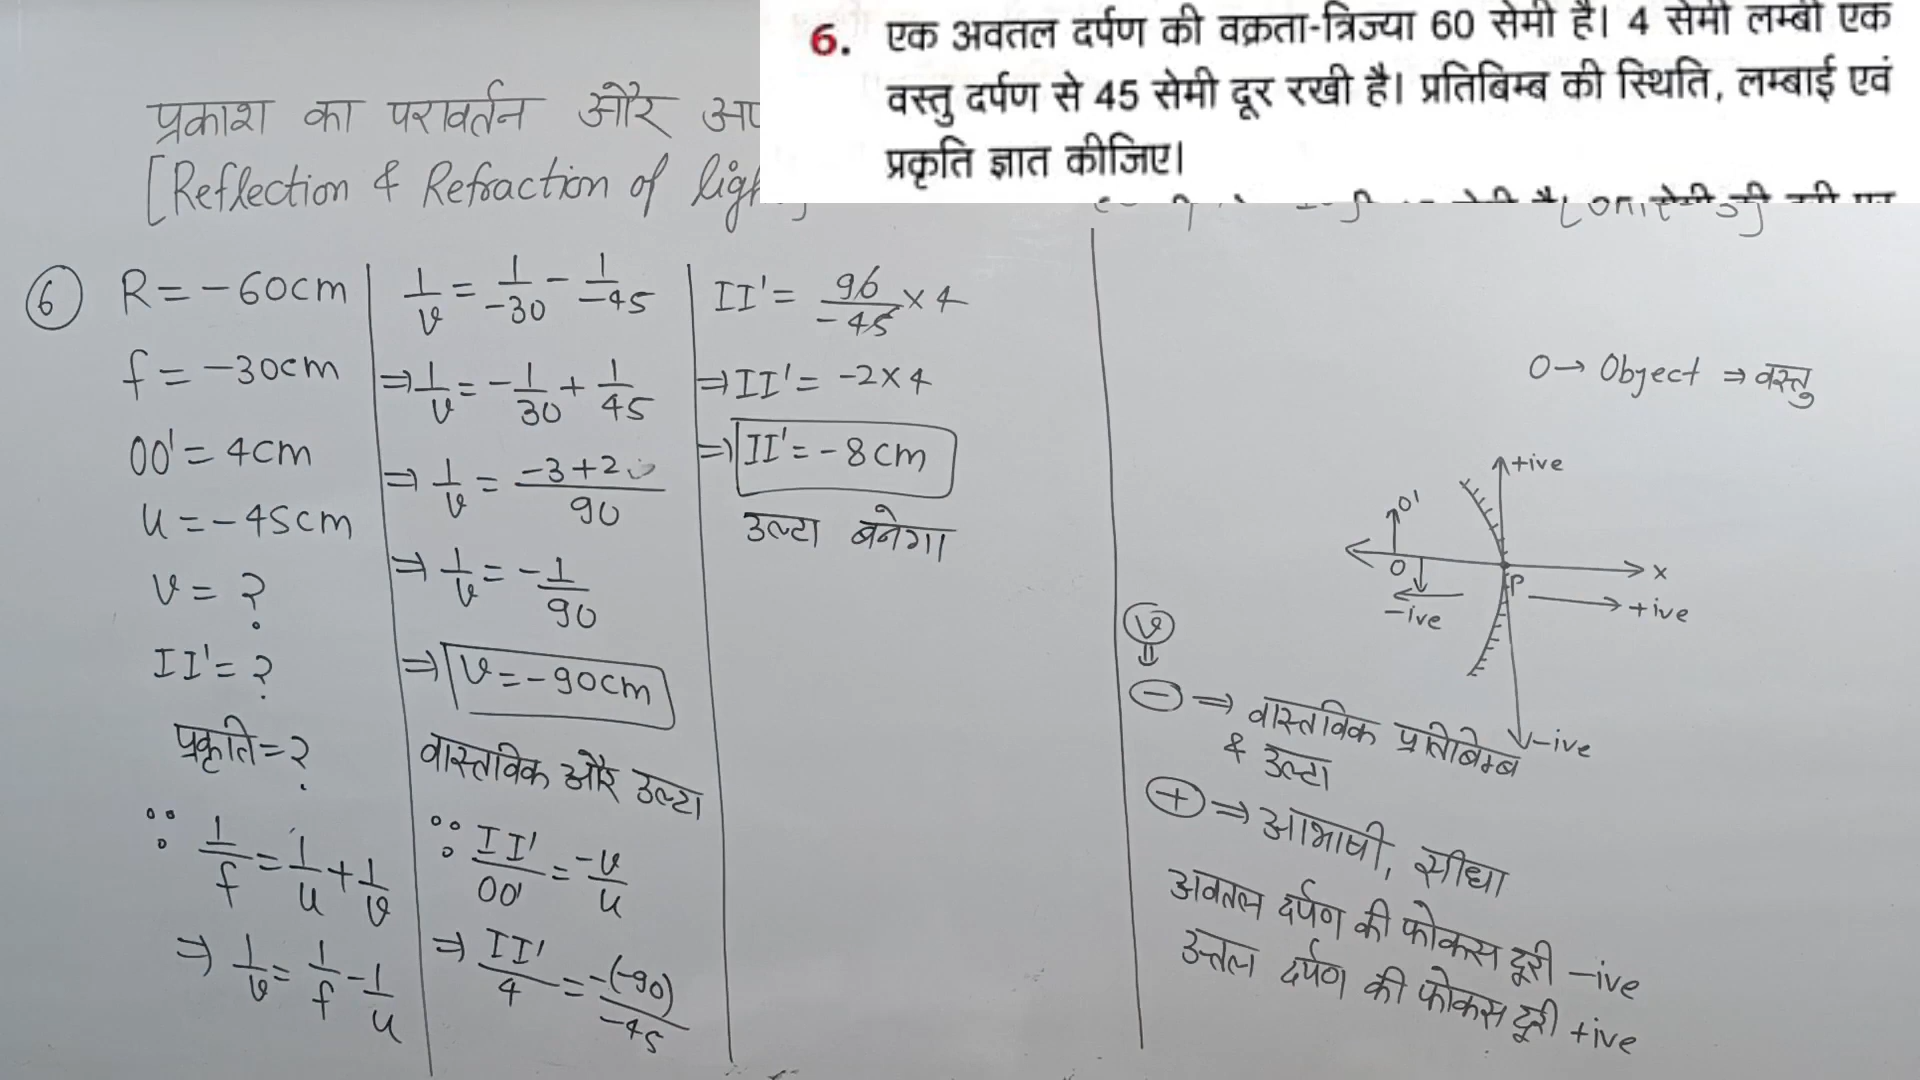 6. एक अवतल दर्पण की वक्रता-त्रिज्या 60 सेमी है। 4 सेमी लम्बी एक
वस्तु दर्पण से 45 सेमी दूर रखी है। प्रतिबिम्ब की स्थिति, लम्बाई एवं
प्रकृति ज्ञात कीजिए।
प्रकाश का परावर्तन और अप
[Reflection & Refraction of ligh
6 R = -60cm
f = -30cm
OO' = 4cm
u = -45cm
v = ?
II' = ?
प्रकृति = ?
∵ 1/f = 1/u + 1/v
⇒ 1/v = 1/f - 1/u
1/v = 1/-30 - 1/-45
⇒ 1/v = -1/30 + 1/45
⇒ 1/v = -3+2/90
⇒ 1/v = -1/90
⇒ v = -90cm
वास्तविक और उल्टा
∵ II'/OO' = -v/u
⇒ II'/4 = -(-90)/-45
II' = 90/-45 × 4
⇒ II' = -2×4
⇒ II' = -8cm
उल्टा बनेगा
O → Object ⇒ वस्तु
+ive
O'
O
P
x
-ive
+ive
-ive
v
- ⇒ वास्तविक प्रतिबिम्ब
& उल्टा
+ ⇒ आभाषी, सीधा
अवतल दर्पण की फोकस दूरी -ive
उत्तल दर्पण की फोकस दूरी +ive